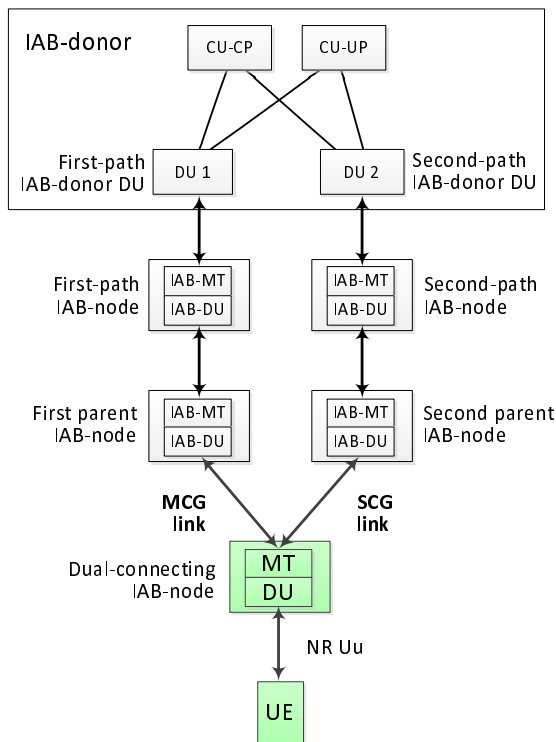 IAB-donor
CU-CP
CU-UP
First-path
IAB-donor DU
DU 1
DU 2
Second-path
IAB-donor DU
First-path
IAB-node
IAB-MT
IAB-DU
IAB-MT
IAB-DU
Second-path
IAB-node
First parent
IAB-node
IAB-MT
IAB-DU
IAB-MT
IAB-DU
Second parent
IAB-node
MCG
link
SCG
link
Dual-connecting
IAB-node
MT
DU
NR Uu
UE